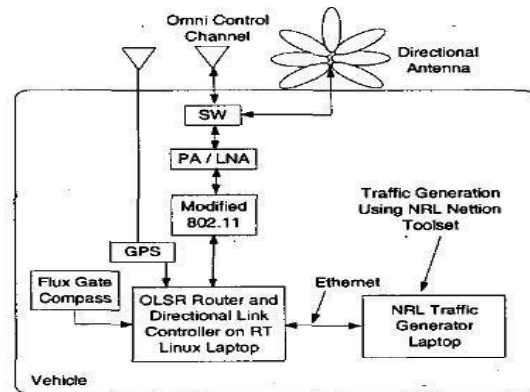 Omni Control
Channel
Directional
Antenna
SW
PA / LNA
Modified
802.11
Traffic Generation
Using NRL Nettion
Toolset
GPS
Flux Gate
Compass
OLSR Router and
Directional Link
Controller on RT
Linux Laptop
Ethernet
NRL Traffic
Generator
Laptop
Vehicle